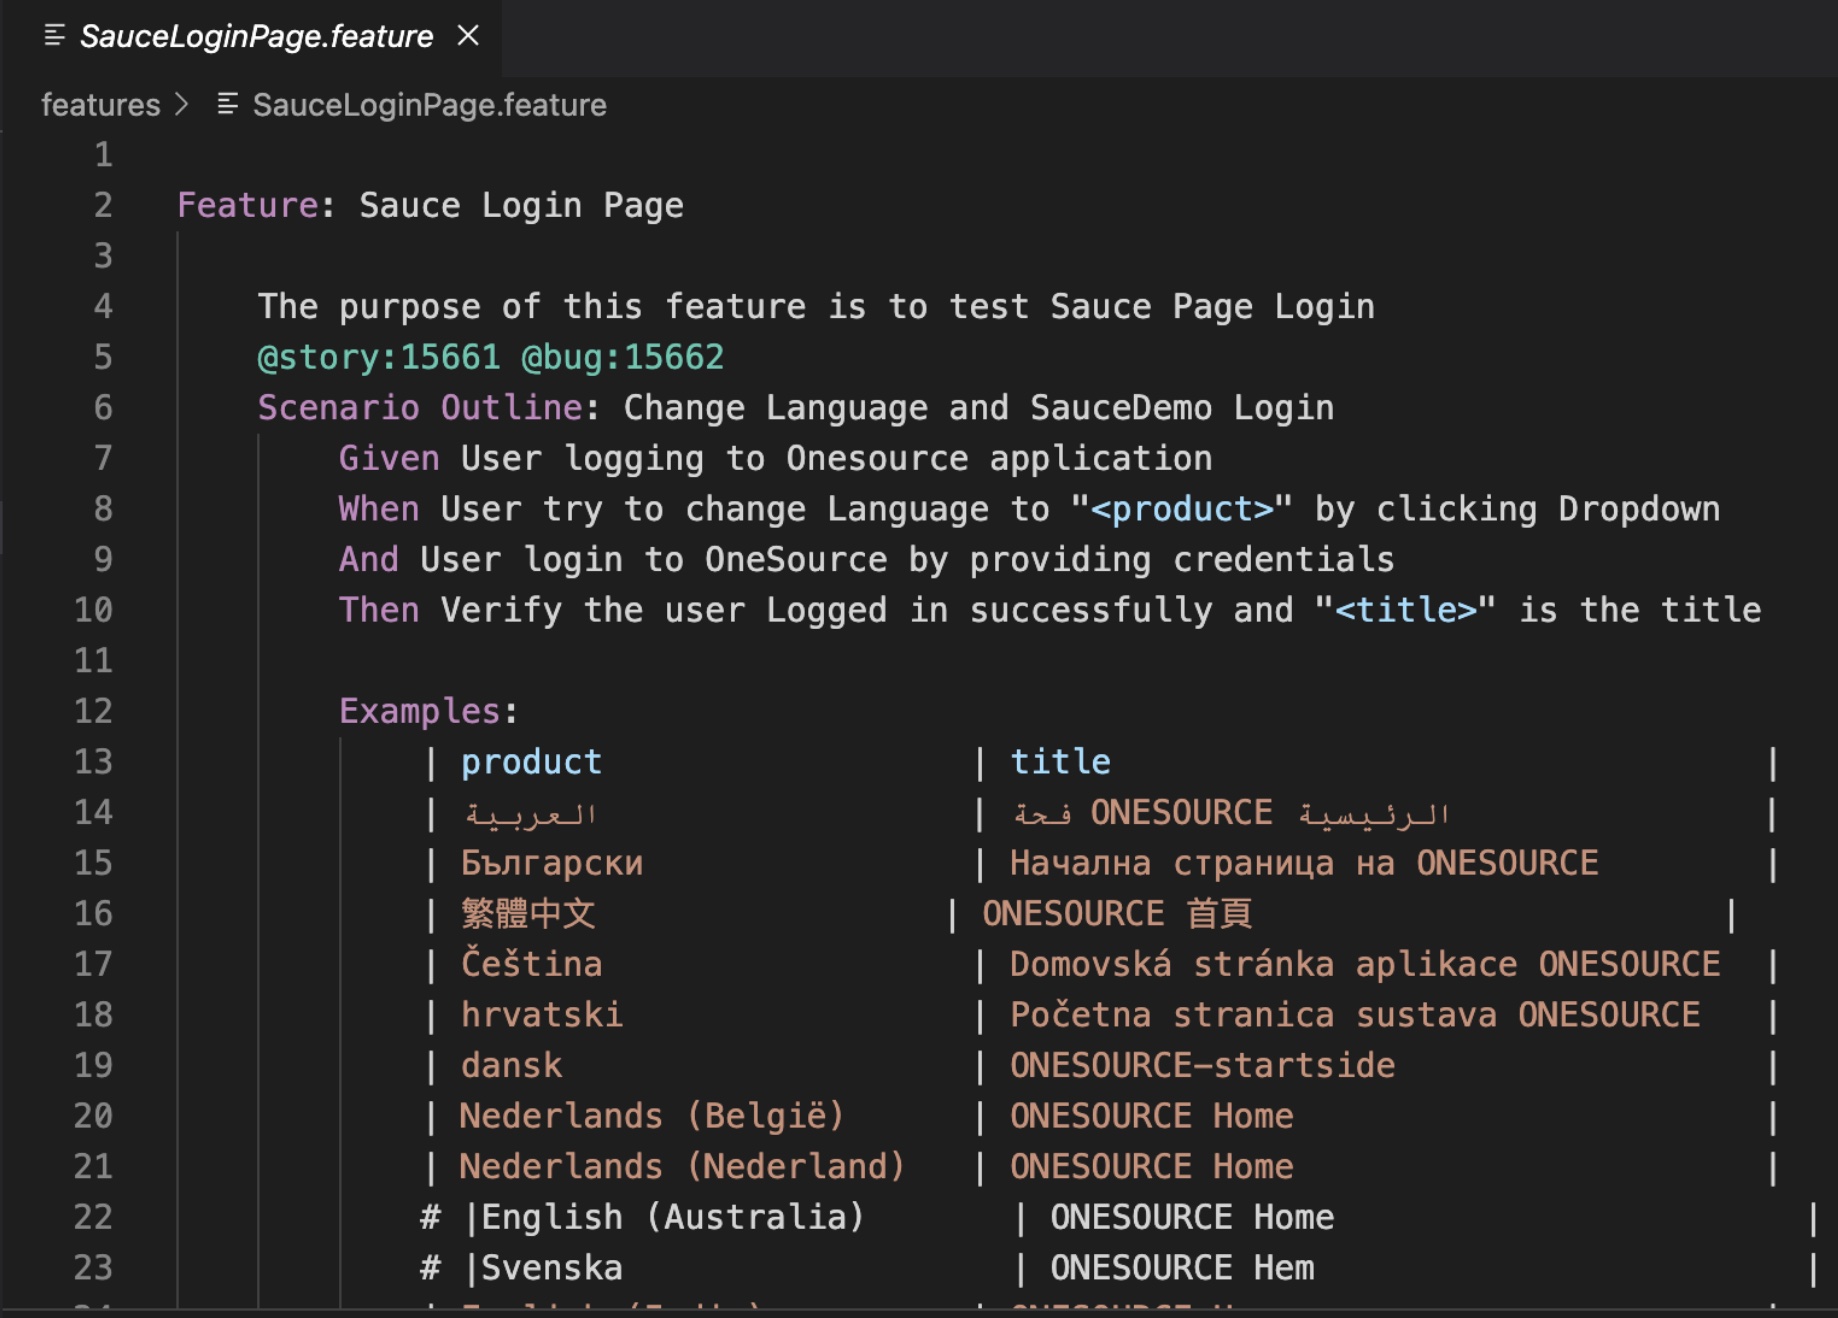 SauceLoginPage.feature
features > SauceLoginPage.feature
1
2 Feature: Sauce Login Page
3
4 The purpose of this feature is to test Sauce Page Login
5 @story:15661 @bug:15662
6 Scenario Outline: Change Language and SauceDemo Login
7 Given User logging to Onesource application
8 When User try to change Language to "<product>" by clicking Dropdown
9 And User login to OneSource by providing credentials
10 Then Verify the user Logged in successfully and "<title>" is the title
11
12 Examples:
13 | product | title |
14 | العربية | فحة ONESOURCE الرئيسية |
15 | Български | Начална страница на ONESOURCE |
16 | 繁體中文 | ONESOURCE 首頁 |
17 | Čeština | Domovská stránka aplikace ONESOURCE |
18 | hrvatski | Početna stranica sustava ONESOURCE |
19 | dansk | ONESOURCE-startside |
20 | Nederlands (België) | ONESOURCE Home |
21 | Nederlands (Nederland) | ONESOURCE Home |
22 # |English (Australia) | ONESOURCE Home |
23 # |Svenska | ONESOURCE Hem |